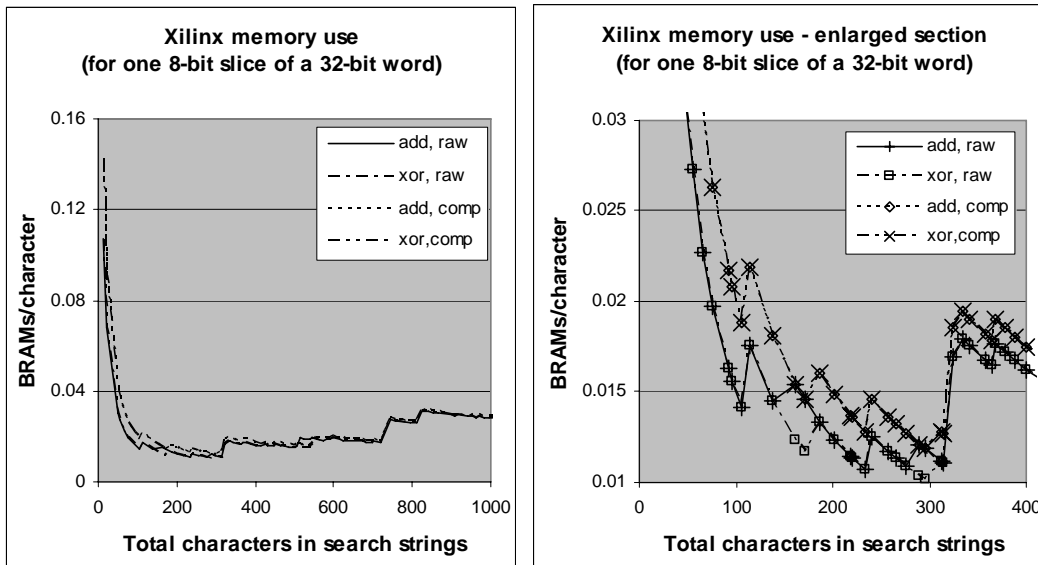 Xilinx memory use
(for one 8-bit slice of a 32-bit word)
0.16
0.12
0.08
0.04
0
BRAMs/character
add, raw
xor, raw
add, comp
xor,comp
0
200
400
600
800
1000
Total characters in search strings
Xilinx memory use - enlarged section
(for one 8-bit slice of a 32-bit word)
0.03
0.025
0.02
0.015
0.01
BRAMs/character
add, raw
xor, raw
add, comp
xor,comp
0
100
200
300
400
Total characters in search strings